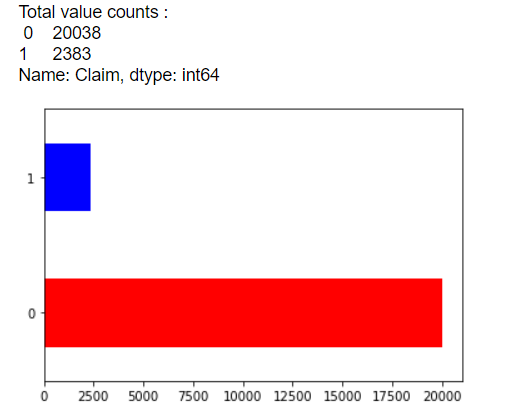 Total value counts :
0 20038
1 2383
Name: Claim, dtype: int64
1
0
0 2500 5000 7500 10000 12500 15000 17500 20000